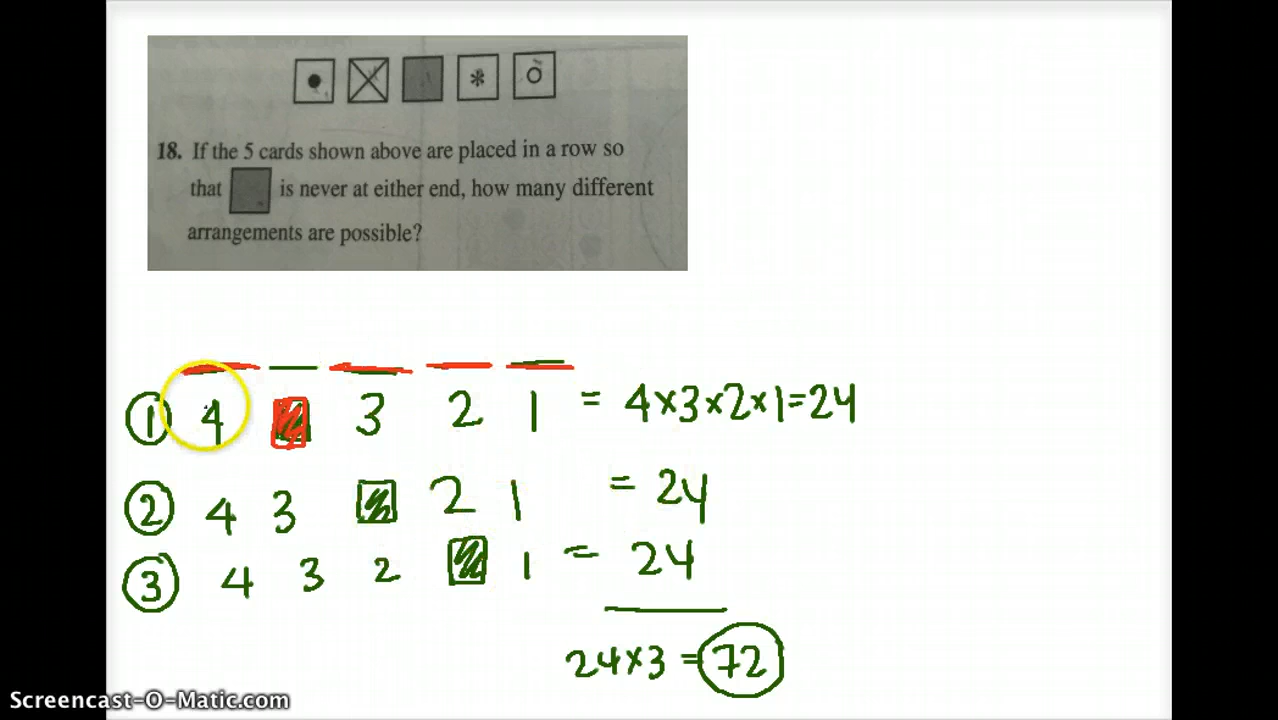 18. If the 5 cards shown above are placed in a row so
that is never at either end, how many different
arrangements are possible?
1 4 3 2 1 = 4×3×2×1=24
2 4 3 2 1 = 24
3 4 3 2 1 = 24
24×3=72
Screencast-O-Matic.com